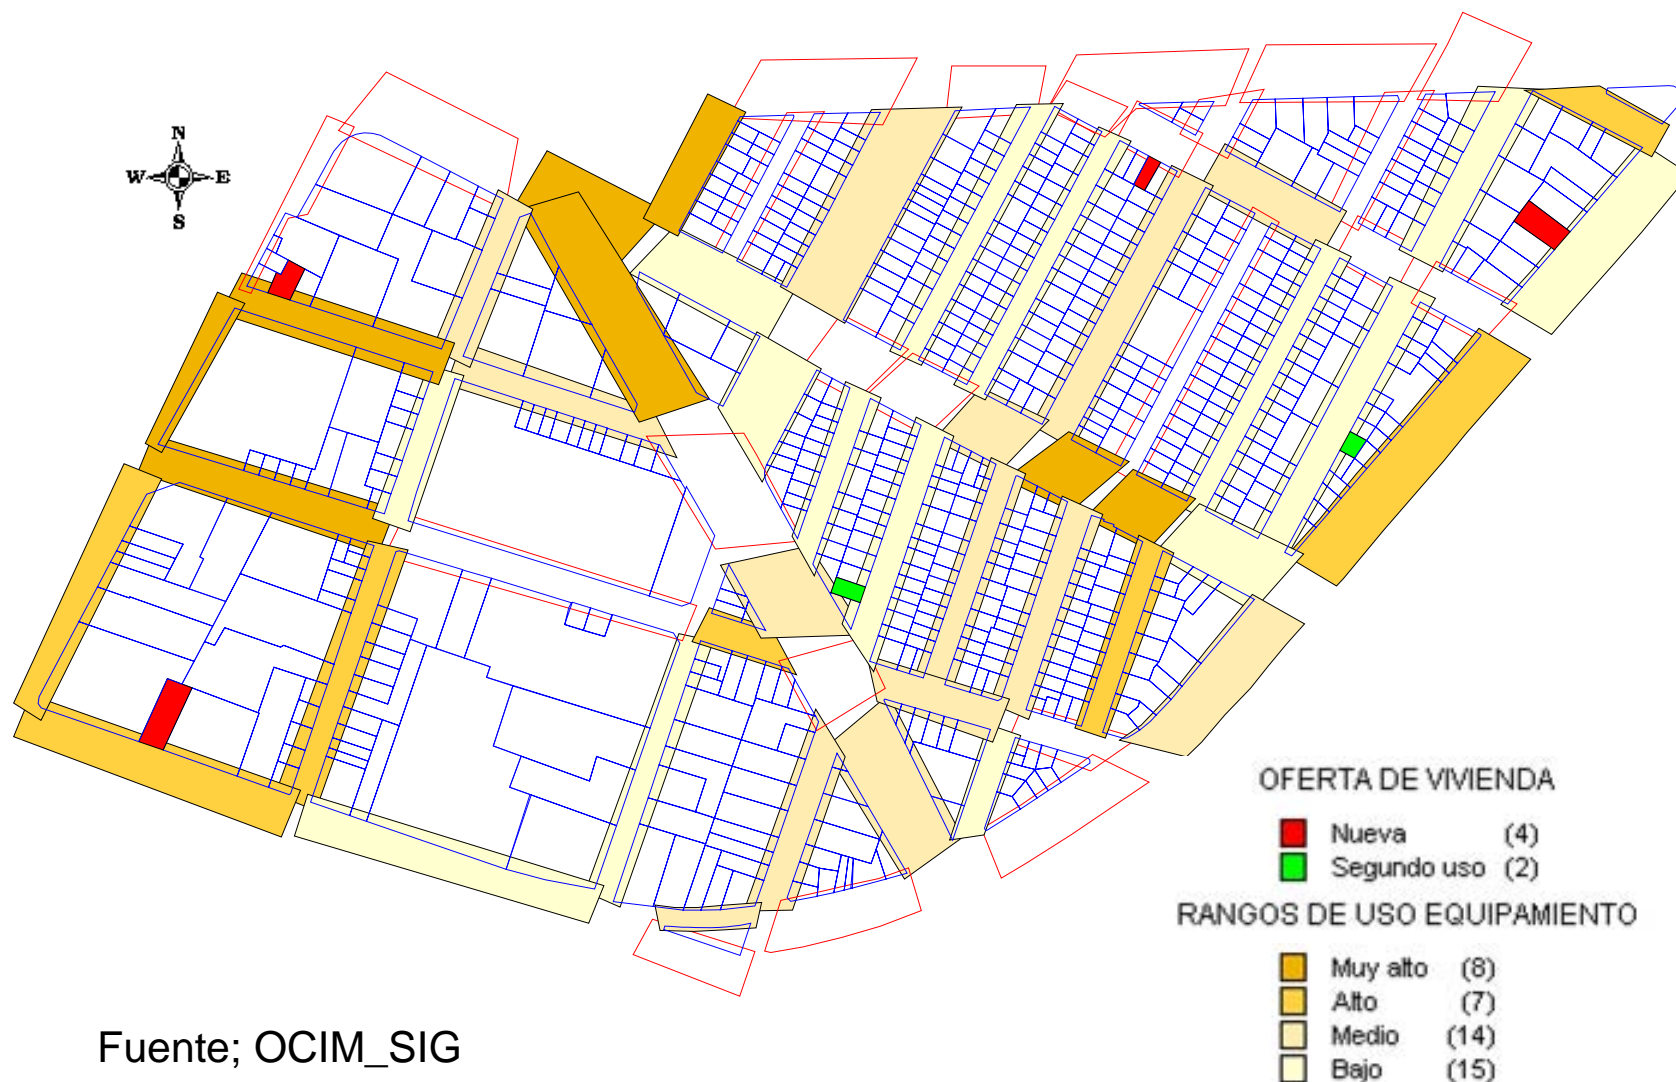 N
W E
S
OFERTA DE VIVIENDA
Nueva (4)
Segundo uso (2)
RANGOS DE USO EQUIPAMIENTO
Muy alto (8)
Alto (7)
Medio (14)
Bajo (15)
Fuente; OCIM_SIG